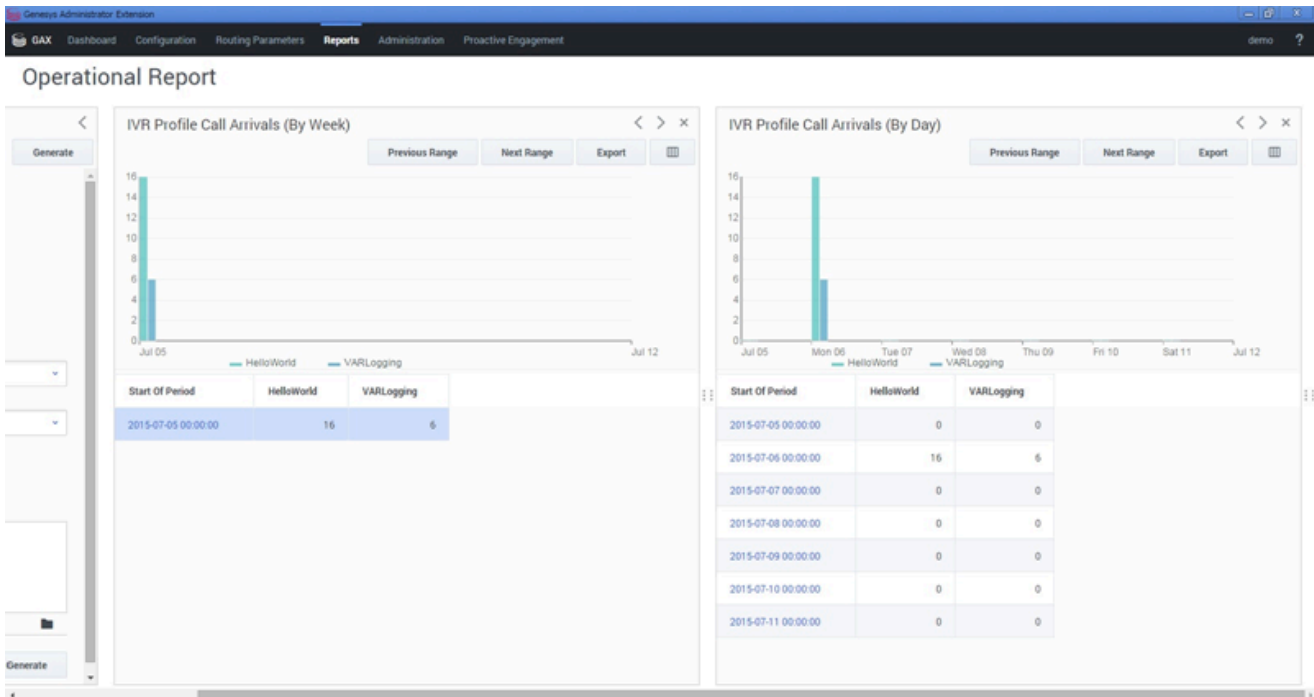 Genesys Administrator Extension
GAX Dashboard Configuration Routing Parameters Reports Administration Proactive Engagement demo ?
Operational Report
Generate
Generate
IVR Profile Call Arrivals (By Week)
Previous Range Next Range Export
16
14
12
10
8
6
4
2
0
Jul 05 Jul 12
HelloWorld VARLogging
Start Of Period HelloWorld VARLogging
2015-07-05 00:00:00 16 6
IVR Profile Call Arrivals (By Day)
Previous Range Next Range Export
16
14
12
10
8
6
4
2
0
Jul 05 Mon 06 Tue 07 Wed 08 Thu 09 Fri 10 Sat 11 Jul 12
HelloWorld VARLogging
Start Of Period HelloWorld VARLogging
2015-07-05 00:00:00 0 0
2015-07-06 00:00:00 16 6
2015-07-07 00:00:00 0 0
2015-07-08 00:00:00 0 0
2015-07-09 00:00:00 0 0
2015-07-10 00:00:00 0 0
2015-07-11 00:00:00 0 0